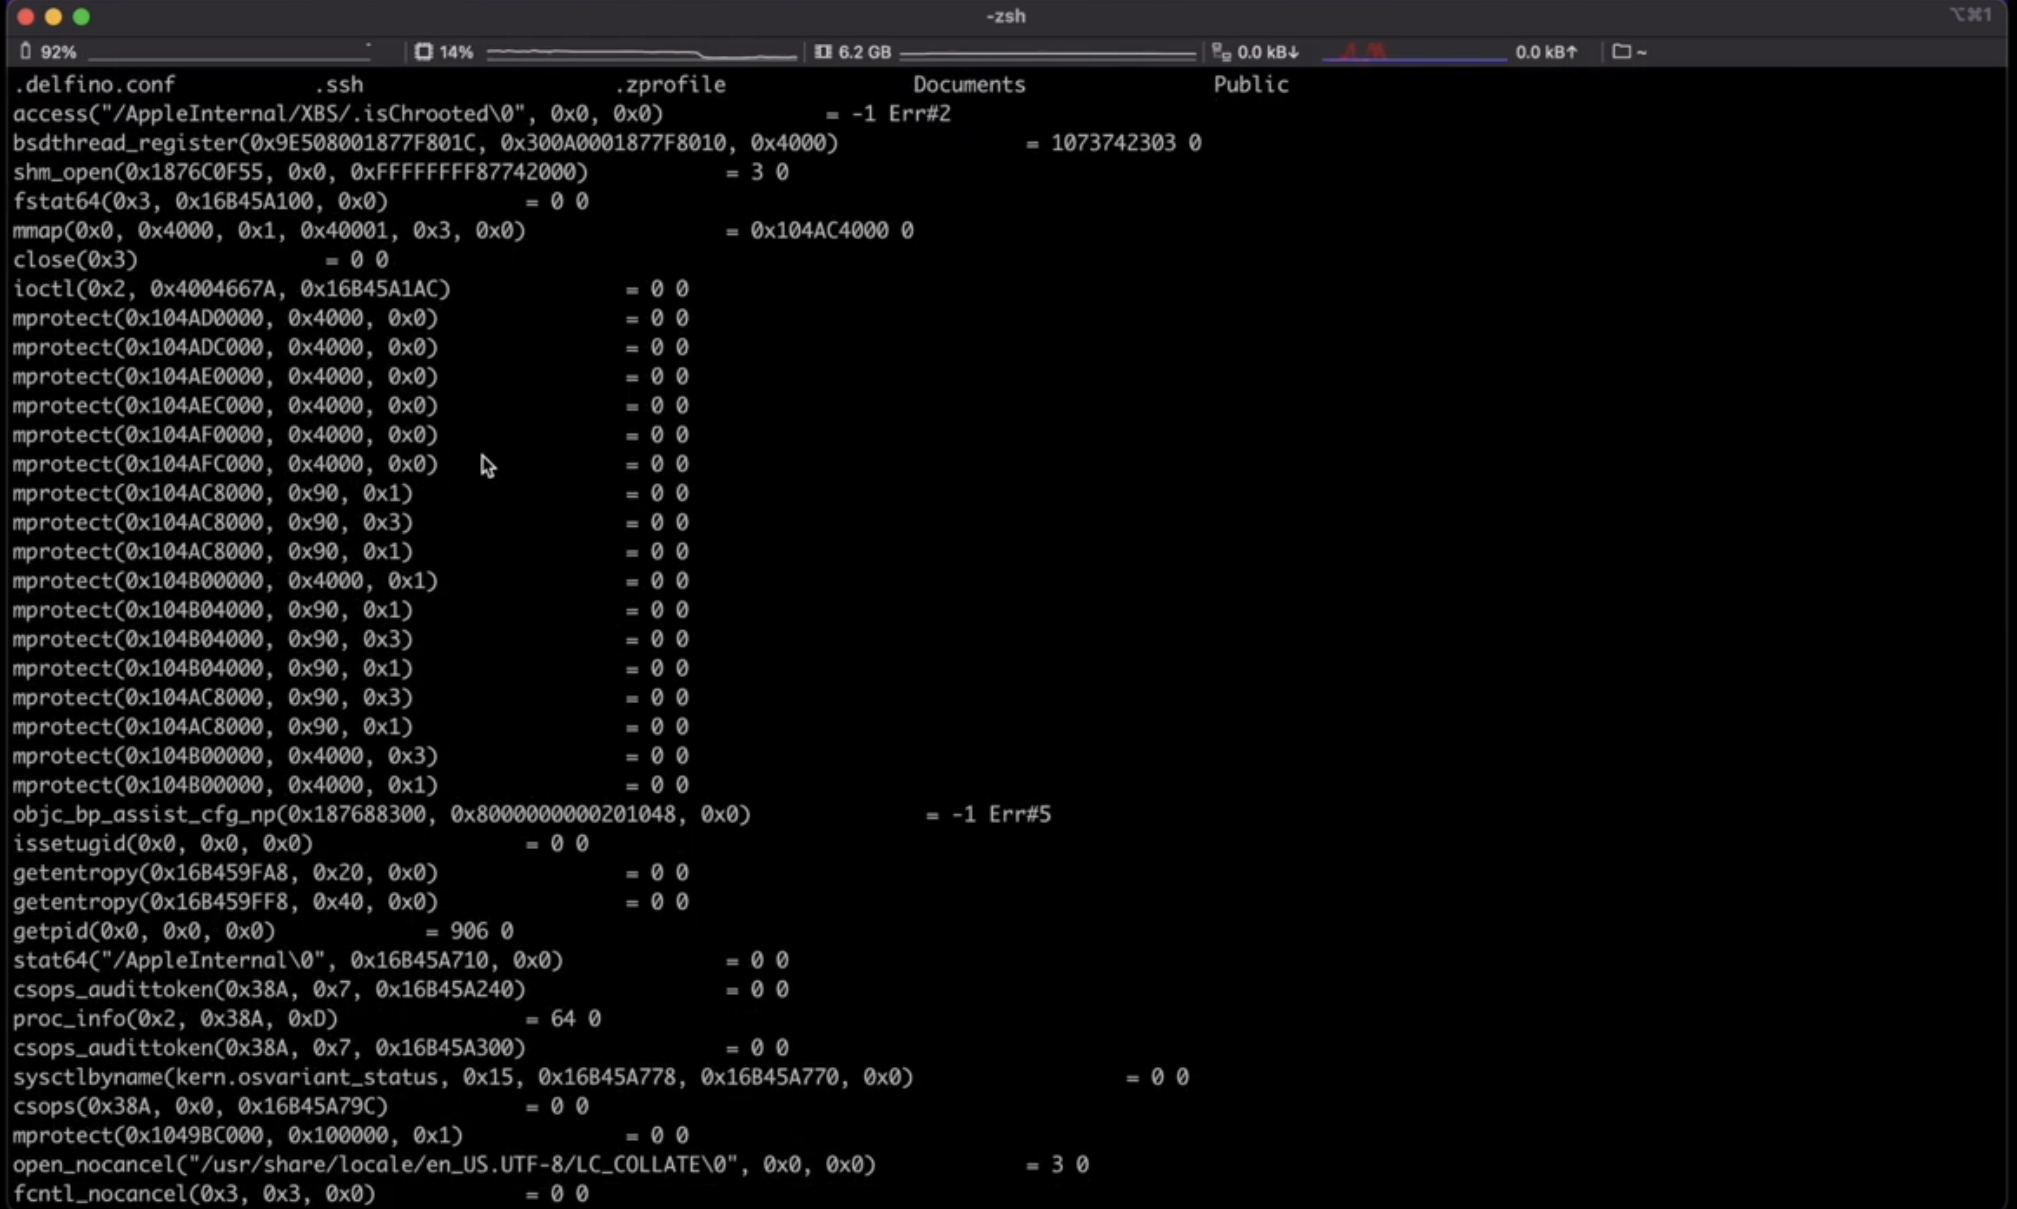 -zsh
⌥⌘1
92% 14% 6.2 GB 0.0 kB↓ 0.0 kB↑ ~
.delfino.conf .ssh .zprofile Documents Public
access("/AppleInternal/XBS/.isChrooted\0", 0x0, 0x0) = -1 Err#2
bsdthread_register(0x9E508001877F801C, 0x300A0001877F8010, 0x4000) = 1073742303 0
shm_open(0x1876C0F55, 0x0, 0xFFFFFFFF87742000) = 3 0
fstat64(0x3, 0x16B45A100, 0x0) = 0 0
mmap(0x0, 0x4000, 0x1, 0x40001, 0x3, 0x0) = 0x104AC4000 0
close(0x3) = 0 0
ioctl(0x2, 0x4004667A, 0x16B45A1AC) = 0 0
mprotect(0x104AD0000, 0x4000, 0x0) = 0 0
mprotect(0x104ADC000, 0x4000, 0x0) = 0 0
mprotect(0x104AE0000, 0x4000, 0x0) = 0 0
mprotect(0x104AEC000, 0x4000, 0x0) = 0 0
mprotect(0x104AF0000, 0x4000, 0x0) = 0 0
mprotect(0x104AFC000, 0x4000, 0x0) = 0 0
mprotect(0x104AC8000, 0x90, 0x1) = 0 0
mprotect(0x104AC8000, 0x90, 0x3) = 0 0
mprotect(0x104AC8000, 0x90, 0x1) = 0 0
mprotect(0x104B00000, 0x4000, 0x1) = 0 0
mprotect(0x104B04000, 0x90, 0x1) = 0 0
mprotect(0x104B04000, 0x90, 0x3) = 0 0
mprotect(0x104B04000, 0x90, 0x1) = 0 0
mprotect(0x104AC8000, 0x90, 0x3) = 0 0
mprotect(0x104AC8000, 0x90, 0x1) = 0 0
mprotect(0x104B00000, 0x4000, 0x3) = 0 0
mprotect(0x104B00000, 0x4000, 0x1) = 0 0
objc_bp_assist_cfg_np(0x187688300, 0x8000000000201048, 0x0) = -1 Err#5
issetugid(0x0, 0x0, 0x0) = 0 0
getentropy(0x16B459FA8, 0x20, 0x0) = 0 0
getentropy(0x16B459FF8, 0x40, 0x0) = 0 0
getpid(0x0, 0x0, 0x0) = 906 0
stat64("/AppleInternal\0", 0x16B45A710, 0x0) = 0 0
csops_audittoken(0x38A, 0x7, 0x16B45A240) = 0 0
proc_info(0x2, 0x38A, 0xD) = 64 0
csops_audittoken(0x38A, 0x7, 0x16B45A300) = 0 0
sysctlbyname(kern.osvariant_status, 0x15, 0x16B45A778, 0x16B45A770, 0x0) = 0 0
csops(0x38A, 0x0, 0x16B45A79C) = 0 0
mprotect(0x1049BC000, 0x100000, 0x1) = 0 0
open_nocancel("/usr/share/locale/en_US.UTF-8/LC_COLLATE\0", 0x0, 0x0) = 3 0
fcntl_nocancel(0x3, 0x3, 0x0) = 0 0